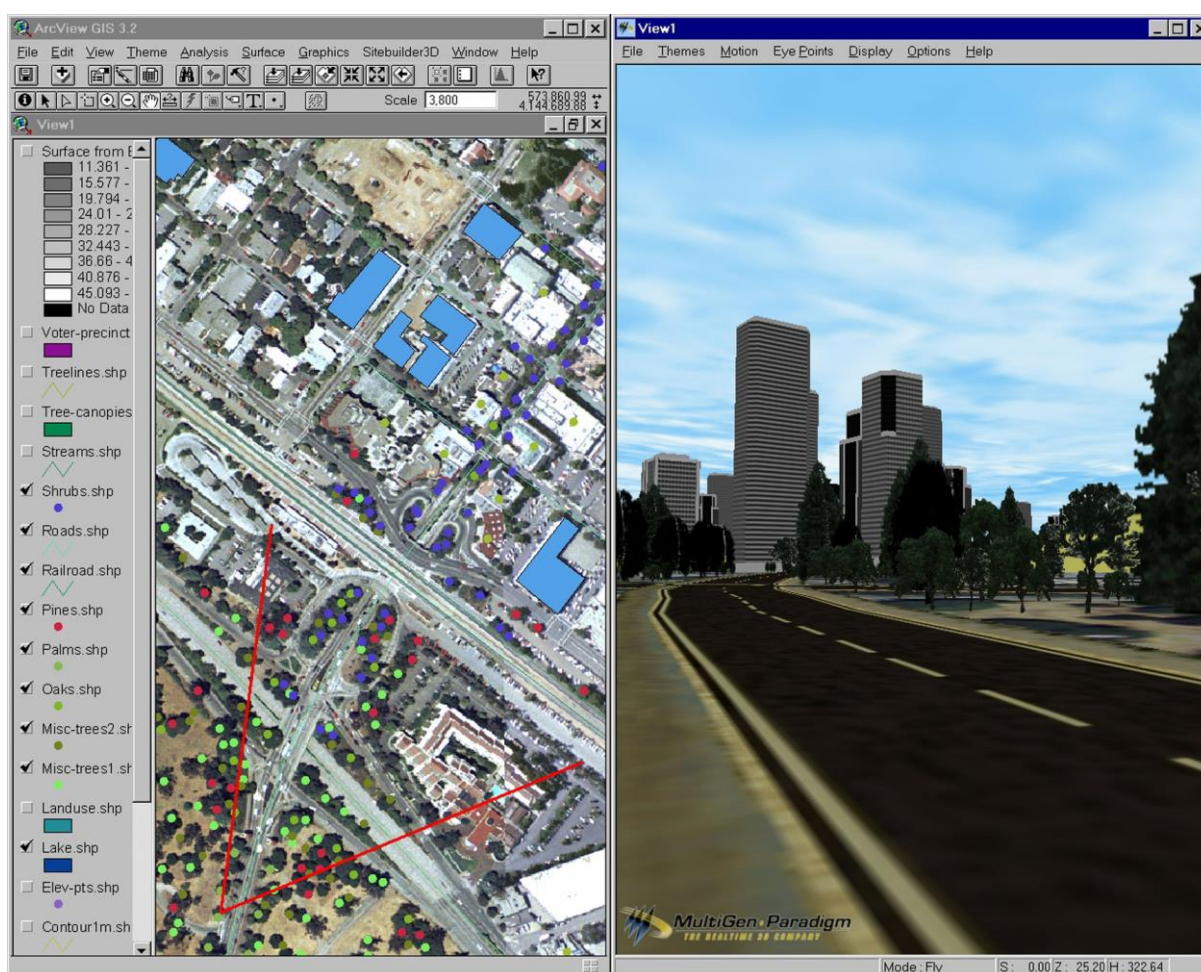 ArcView GIS 3.2
File Edit View Theme Analysis Surface Graphics Sitebuilder3D Window Help
Scale 3,800
573,860.99
4,144,689.88
View1
Surface from E
11.361 -
15.577 -
19.794 -
24.01 - 2
28.227 -
32.443 -
36.66 - 4
40.876 -
45.093 -
No Data
Voter-precinct
Treelines.shp
Tree-canopies
Streams.shp
Shrubs.shp
Roads.shp
Railroad.shp
Pines.shp
Palms.shp
Oaks.shp
Misc-trees2.sh
Misc-trees1.sh
Landuse.shp
Lake.shp
Elev-pts.shp
Contour1m.sh
View1
File Themes Motion Eye Points Display Options Help
MultiGen·Paradigm
THE REALTIME 3D COMPANY
Mode : Fly S : 0.00 Z : 25.20 H : 322.64